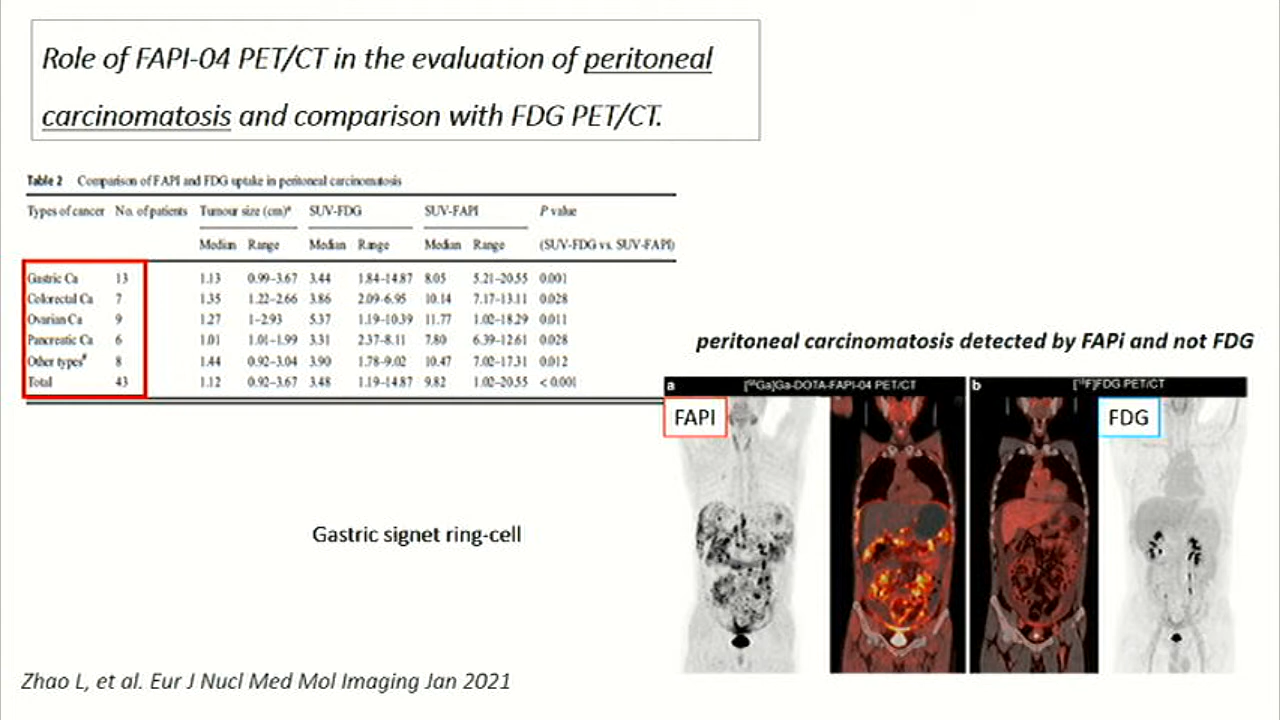 Role of FAPI-04 PET/CT in the evaluation of peritoneal
carcinomatosis and comparison with FDG PET/CT.
Table 2 Comparison of FAPI and FDG uptake in peritoneal carcinomatosis
Types of cancer No. of patients Tumour size (cm)* SUV-FDG SUV-FAPI P value
Median Range Median Range Median Range (SUV-FDG vs. SUV-FAPI)
Gastric Ca 13 1.13 0.99–3.67 3.44 1.84–14.87 8.05 5.21–20.55 0.001
Colorectal Ca 7 1.35 1.22–2.66 3.86 2.09-6.95 10.14 7.17–13.11 0.028
Ovarian Ca 9 1.27 1–2.93 5.37 1.19–10.39 11.77 1.02–18.29 0.011
Pancreatic Ca 6 1.01 1.01–1.99 3.31 2.37–8.11 7.80 6.39–12.61 0.028
Other types# 8 1.44 0.92–3.04 3.90 1.78–9.02 10.47 7.02–17.31 0.012
Total 43 1.12 0.92–3.67 3.48 1.19–14.87 9.82 1.02–20.55 < 0.001
peritoneal carcinomatosis detected by FAPi and not FDG
a [68Ga]Ga-DOTA-FAPI-04 PET/CT b [18F]FDG PET/CT
FAPI FDG
Gastric signet ring-cell
Zhao L, et al. Eur J Nucl Med Mol Imaging Jan 2021